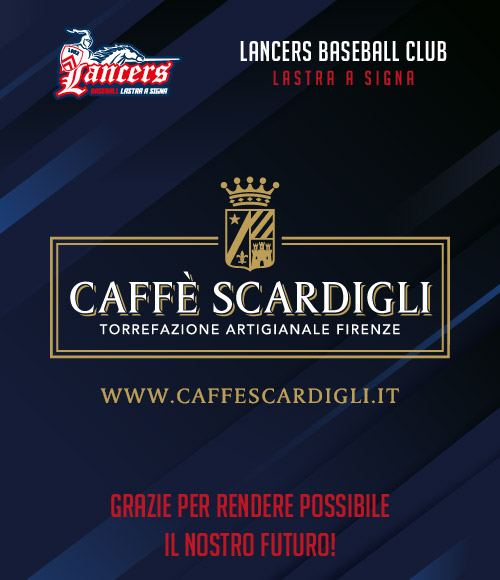 Lancers
BASEBALL LASTRA A SIGNA
LANCERS BASEBALL CLUB
LASTRA A SIGNA
CAFFÈ SCARDIGLI
TORREFAZIONE ARTIGIANALE FIRENZE
WWW.CAFFESCARDIGLI.IT
GRAZIE PER RENDERE POSSIBILE
IL NOSTRO FUTURO!